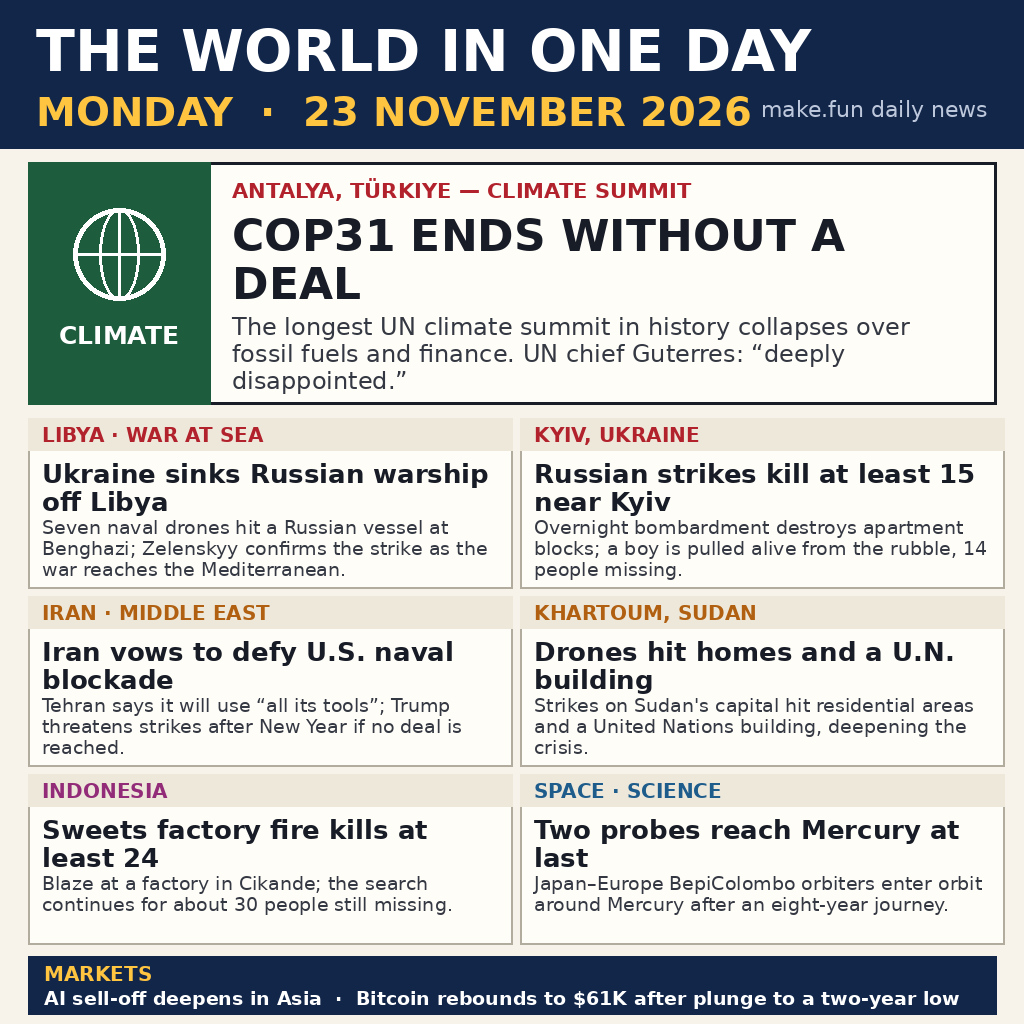 THE WORLD IN ONE DAY
MONDAY · 23 NOVEMBER 2026 make.fun daily news
CLIMATE
ANTALYA, TÜRKIYE — CLIMATE SUMMIT
COP31 ENDS WITHOUT A
DEAL
The longest UN climate summit in history collapses over
fossil fuels and finance. UN chief Guterres: “deeply
disappointed.”
LIBYA · WAR AT SEA
Ukraine sinks Russian warship
off Libya
Seven naval drones hit a Russian vessel at
Benghazi; Zelenskyy confirms the strike as the
war reaches the Mediterranean.
KYIV, UKRAINE
Russian strikes kill at least 15
near Kyiv
Overnight bombardment destroys apartment
blocks; a boy is pulled alive from the rubble, 14
people missing.
IRAN · MIDDLE EAST
Iran vows to defy U.S. naval
blockade
Tehran says it will use “all its tools”; Trump
threatens strikes after New Year if no deal is
reached.
KHARTOUM, SUDAN
Drones hit homes and a U.N.
building
Strikes on Sudan's capital hit residential areas
and a United Nations building, deepening the
crisis.
INDONESIA
Sweets factory fire kills at
least 24
Blaze at a factory in Cikande; the search
continues for about 30 people still missing.
SPACE · SCIENCE
Two probes reach Mercury at
last
Japan–Europe BepiColombo orbiters enter orbit
around Mercury after an eight-year journey.
MARKETS
AI sell-off deepens in Asia · Bitcoin rebounds to $61K after plunge to a two-year low